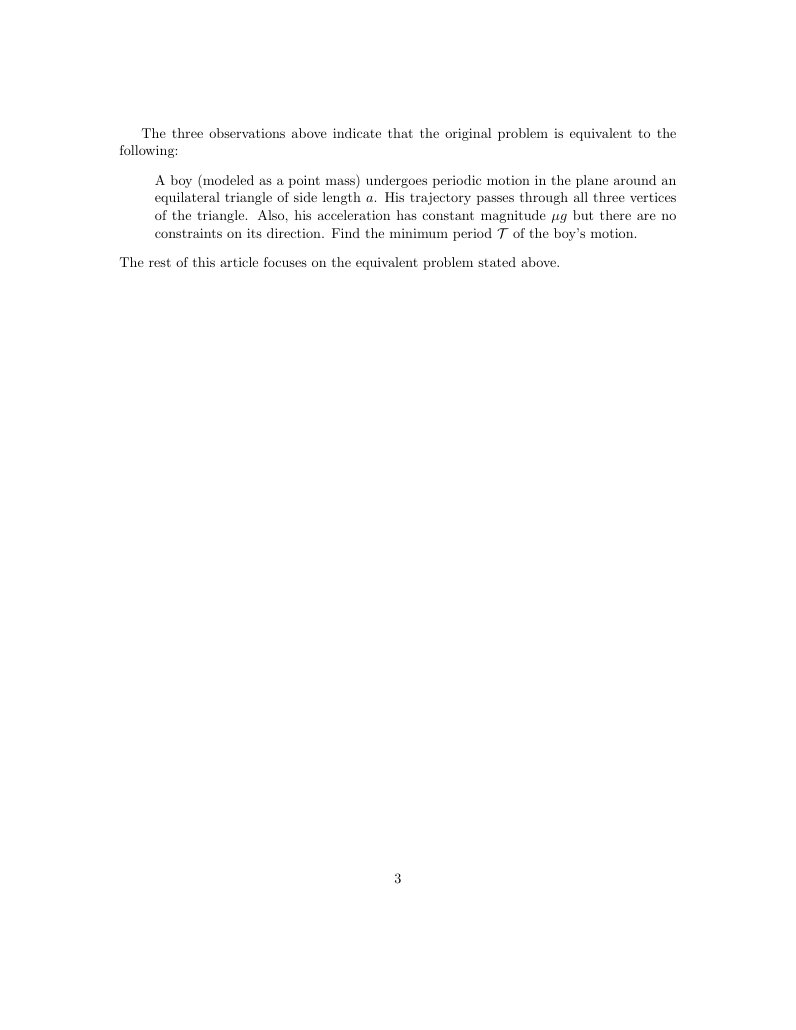 The three observations above indicate that the original problem is equivalent to the
following:
A boy (modeled as a point mass) undergoes periodic motion in the plane around an
equilateral triangle of side length a. His trajectory passes through all three vertices
of the triangle. Also, his acceleration has constant magnitude μg but there are no
constraints on its direction. Find the minimum period 𝒯 of the boy's motion.
The rest of this article focuses on the equivalent problem stated above.
3